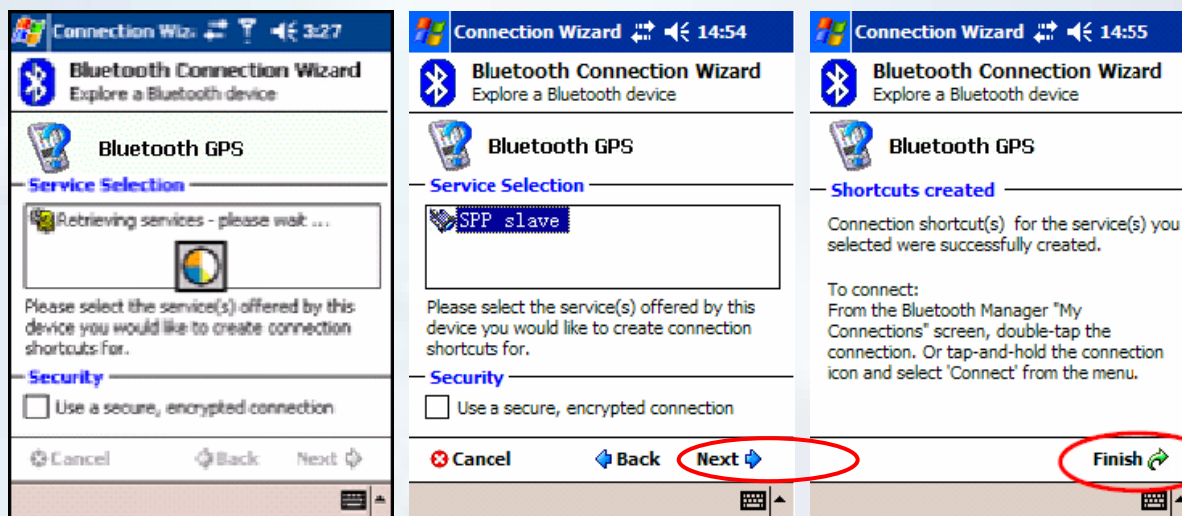 Connection Wiz. 3:27
Bluetooth Connection Wizard
Explore a Bluetooth device
Bluetooth GPS
Service Selection
Retrieving services - please wait ...
Please select the service(s) offered by this
device you would like to create connection
shortcuts for.
Security
Use a secure, encrypted connection
Cancel Back Next
Connection Wizard 14:54
Bluetooth Connection Wizard
Explore a Bluetooth device
Bluetooth GPS
Service Selection
SPP slave
Please select the service(s) offered by this
device you would like to create connection
shortcuts for.
Security
Use a secure, encrypted connection
Cancel Back Next
Connection Wizard 14:55
Bluetooth Connection Wizard
Explore a Bluetooth device
Bluetooth GPS
Shortcuts created
Connection shortcut(s) for the service(s) you
selected were successfully created.
To connect:
From the Bluetooth Manager "My
Connections" screen, double-tap the
connection. Or tap-and-hold the connection
icon and select 'Connect' from the menu.
Finish